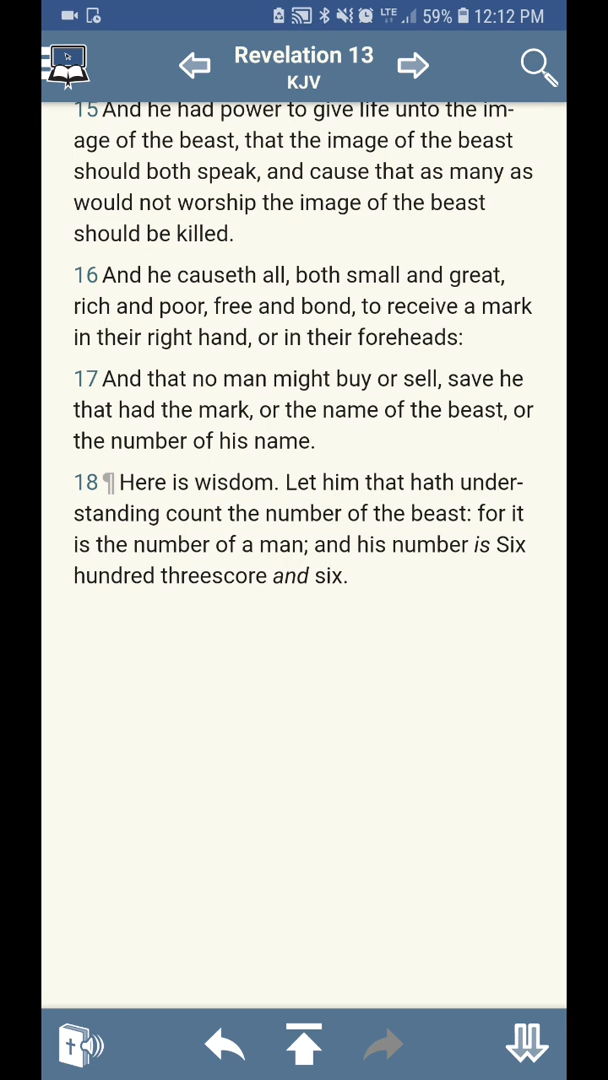 LTE 59% 12:12 PM
Revelation 13
KJV
15 And he had power to give life unto the im-
age of the beast, that the image of the beast
should both speak, and cause that as many as
would not worship the image of the beast
should be killed.
16 And he causeth all, both small and great,
rich and poor, free and bond, to receive a mark
in their right hand, or in their foreheads:
17 And that no man might buy or sell, save he
that had the mark, or the name of the beast, or
the number of his name.
18 ¶ Here is wisdom. Let him that hath under-
standing count the number of the beast: for it
is the number of a man; and his number is Six
hundred threescore and six.